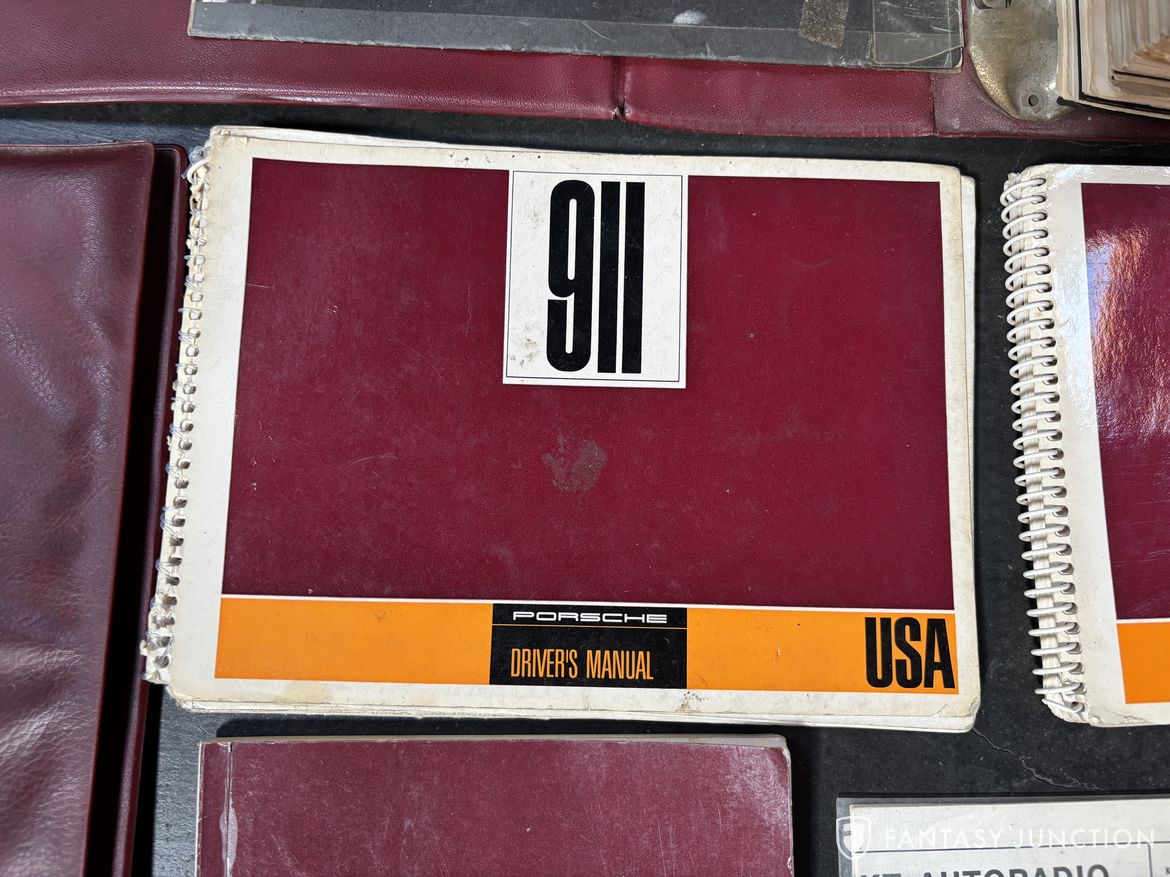 911
PORSCHE
DRIVER'S MANUAL
USA
FANTASY JUNCTION
AUTORADIO